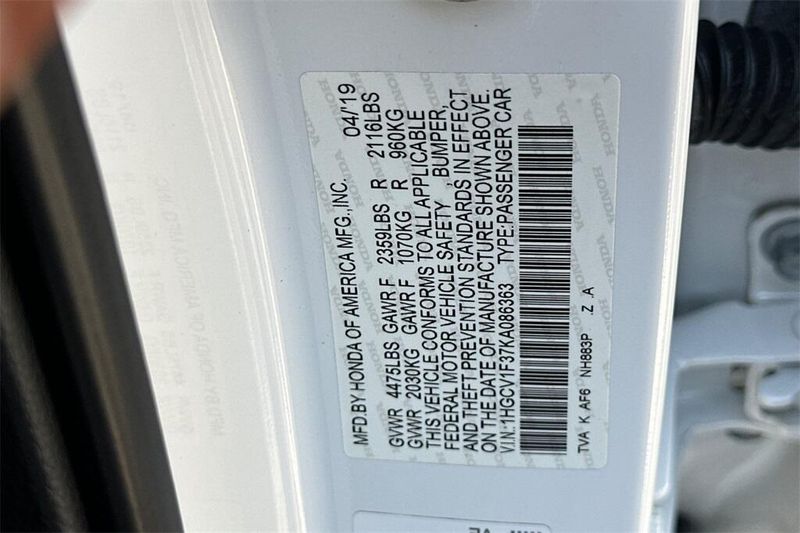 MFD.BY HONDA OF AMERICA MFG.,INC. 04/'19
GVWR 4475LBS GAWR F 2359LBS R 2116LBS
GVWR 2030KG GAWR F 1070KG R 960KG
THIS VEHICLE CONFORMS TO ALL APPLICABLE
FEDERAL MOTOR VEHICLE SAFETY, BUMPER,
AND THEFT PREVENTION STANDARDS IN EFFECT
ON THE DATE OF MANUFACTURE SHOWN ABOVE.
V.I.N.:1HGCV1F37KA086363 TYPE:PASSENGER CAR
TVA K AF6 NH883P .Z .A